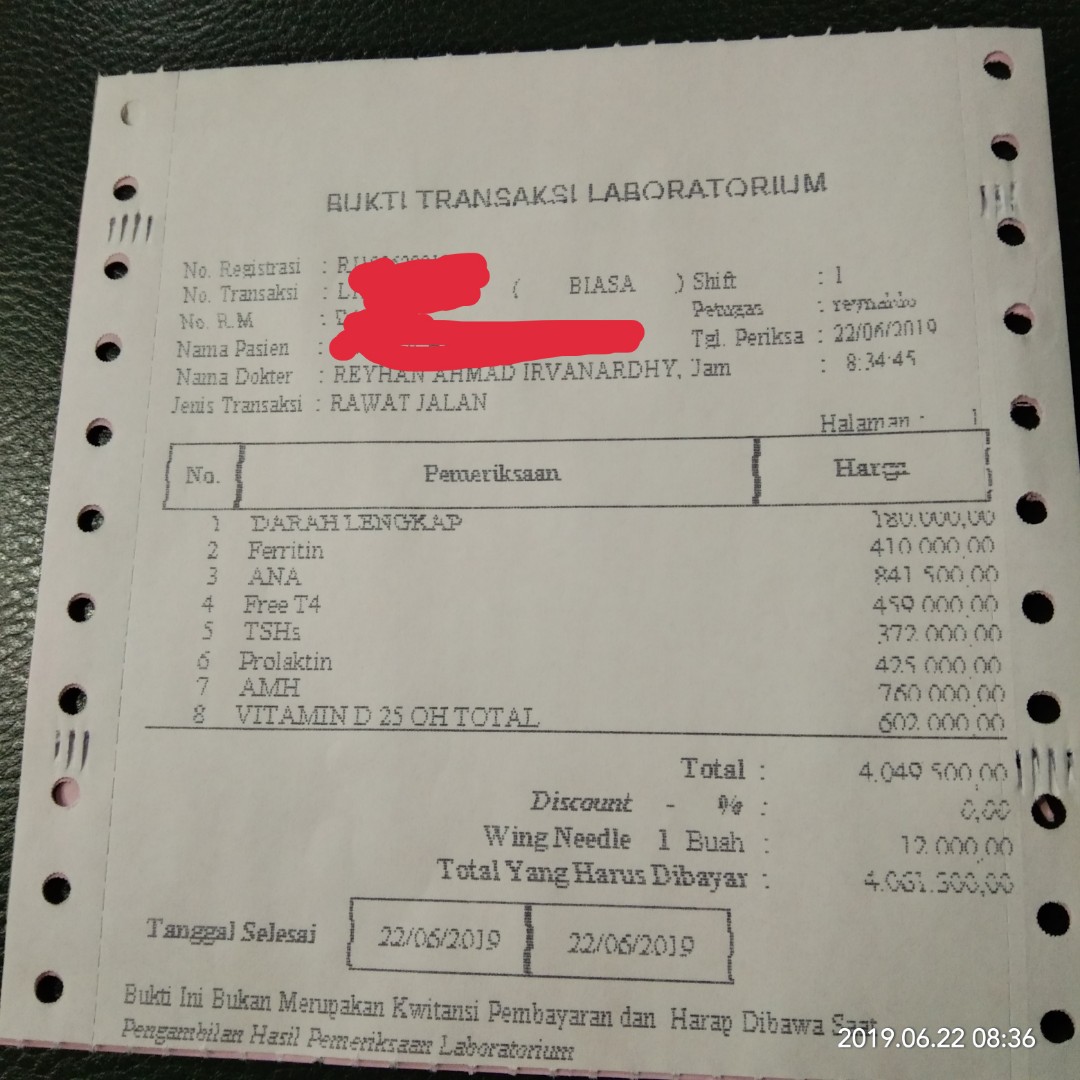 BUKTI TRANSAKSI LABORATORIUM
No. Registrasi :
No. Transaksi : ( BIASA ) Shift : 1
No. R.M : Petugas : reynaldo
Nama Pasien : Tgl. Periksa : 22/06/2019
Nama Dokter : REYHAN AHMAD IRVANARDHY, Jam : 8:34:45
Jenis Transaksi : RAWAT JALAN
Halaman : 1
No. Pemeriksaan Harga
1 DARAH LENGKAP 180.000,00
2 Ferritin 410.000,00
3 ANA 841.500,00
4 Free T4 459.000,00
5 TSHs 372.000,00
6 Prolaktin 425.000,00
7 AMH 760.000,00
8 VITAMIN D 25 OH TOTAL 602.000,00
Total : 4.049.500,00
Discount - % : 0,00
Wing Needle 1 Buah : 12.000,00
Total Yang Harus Dibayar : 4.061.500,00
Tanggal Selesai 22/06/2019 22/06/2019
Bukti Ini Bukan Merupakan Kwitansi Pembayaran dan Harap Dibawa Saat
Pengambilan Hasil Pemeriksaan Laboratorium
2019.06.22 08:36